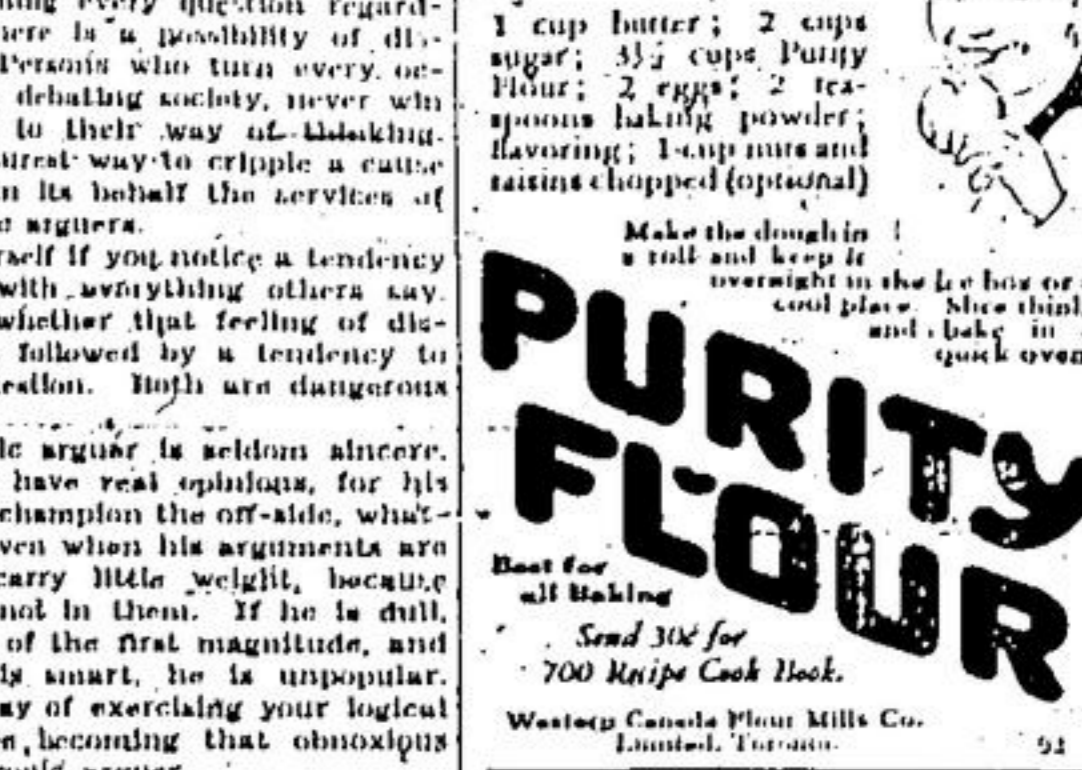 every question regard-
is a possibility of dis-
Persons who turn every oc-
debating society, never win
to their way of thinking.
way to cripple a cause
in its behalf the services of
arguers.
if you notice a tendency
with everything others say.
whether that feeling of dis-
followed by a tendency to
Both are dangerous
arguer is seldom sincere.
have real opinions, for his
champion the off-side, what-
when his arguments are
carry little weight, because
not in them. If he is dull,
of the first magnitude, and
is smart, he is unpopular.
of exercising your logical
becoming that obnoxious
1 cup butter; 2 cups
sugar; 3½ cups Purity
Flour; 2 eggs; 2 tea-
spoons baking powder;
flavoring; 1 cup nuts and
raisins chopped (optional)
Make the dough in
a roll and keep it
overnight in the ice box or
cool place. Slice thin
and bake in
quick oven
PURITY
FLOUR
Best for
all Baking
Send 30¢ for
700 Recipe Cook Book.
Western Canada Flour Mills Co.
Limited, Toronto.